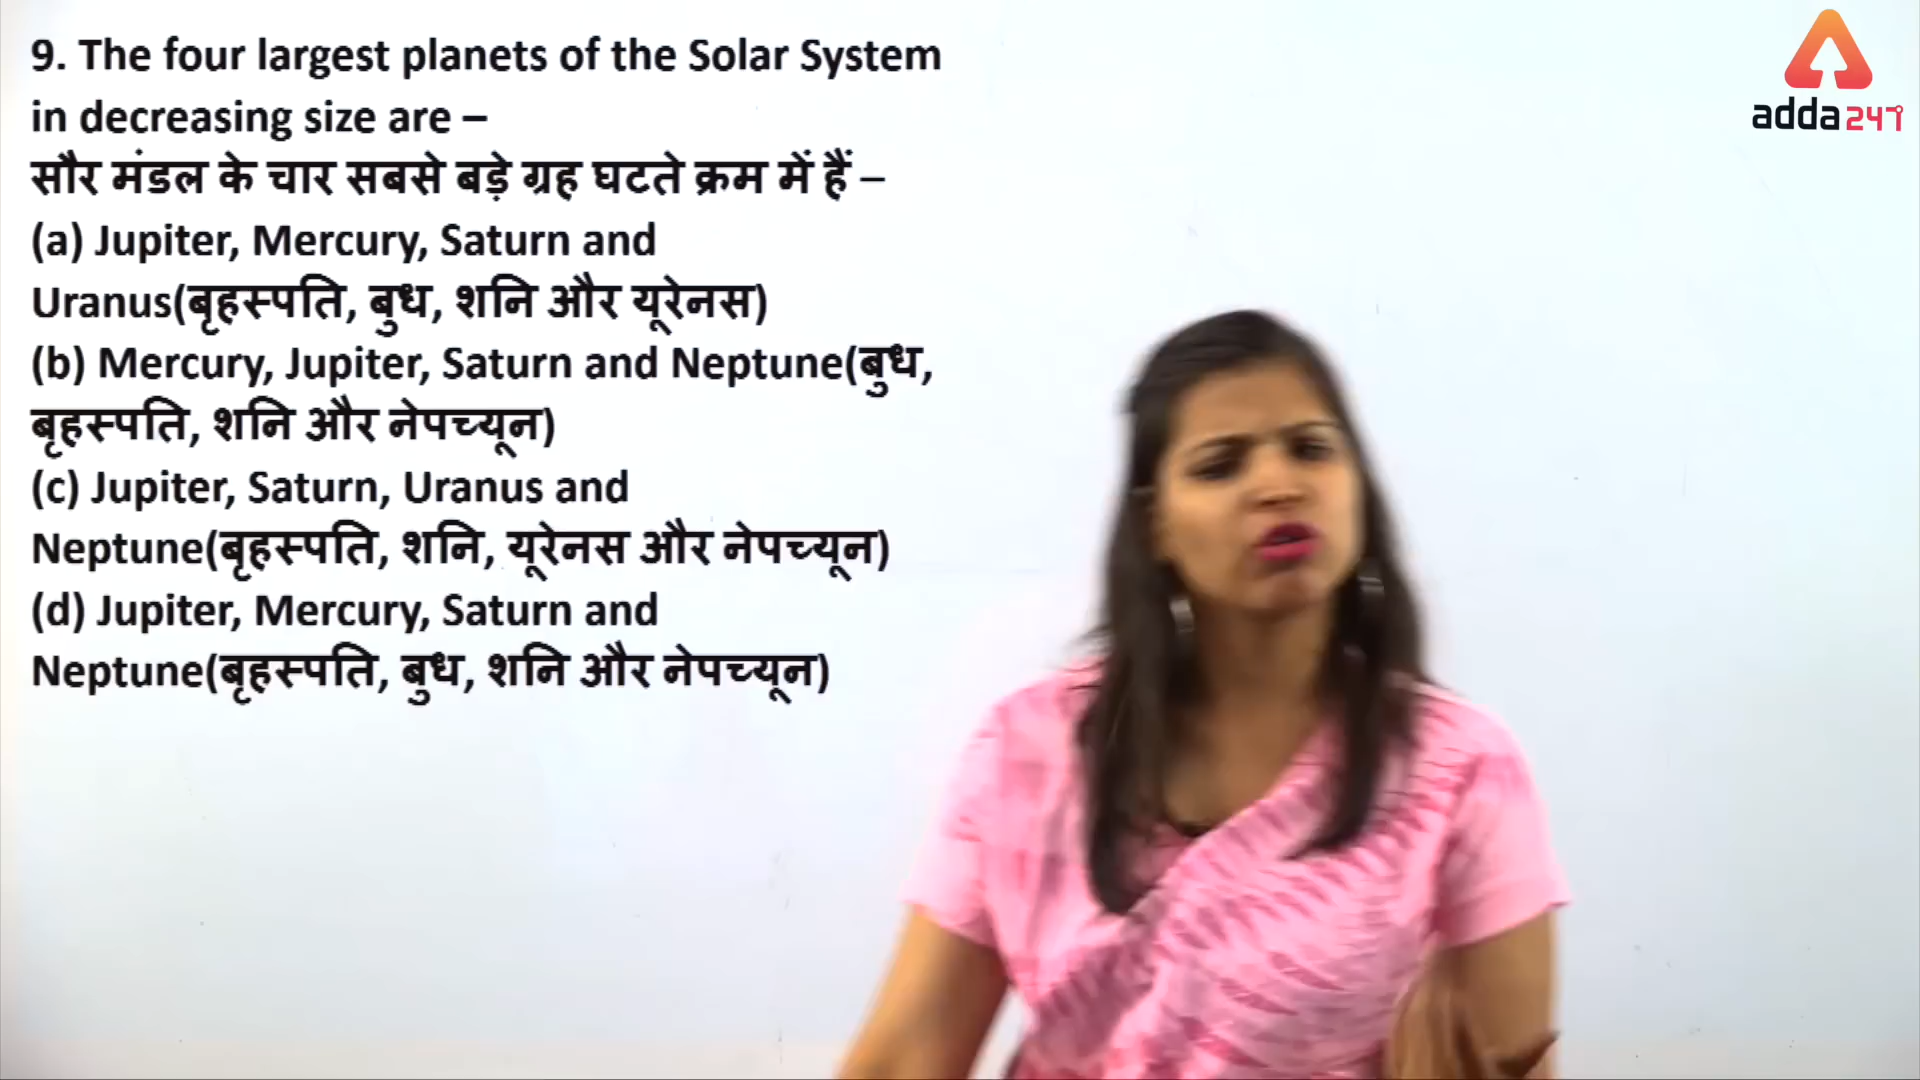 9. The four largest planets of the Solar System
in decreasing size are –
सौर मंडल के चार सबसे बड़े ग्रह घटते क्रम में हैं –
(a) Jupiter, Mercury, Saturn and
Uranus(बृहस्पति, बुध, शनि और यूरेनस)
(b) Mercury, Jupiter, Saturn and Neptune(बुध,
बृहस्पति, शनि और नेपच्यून)
(c) Jupiter, Saturn, Uranus and
Neptune(बृहस्पति, शनि, यूरेनस और नेपच्यून)
(d) Jupiter, Mercury, Saturn and
Neptune(बृहस्पति, बुध, शनि और नेपच्यून)
adda247